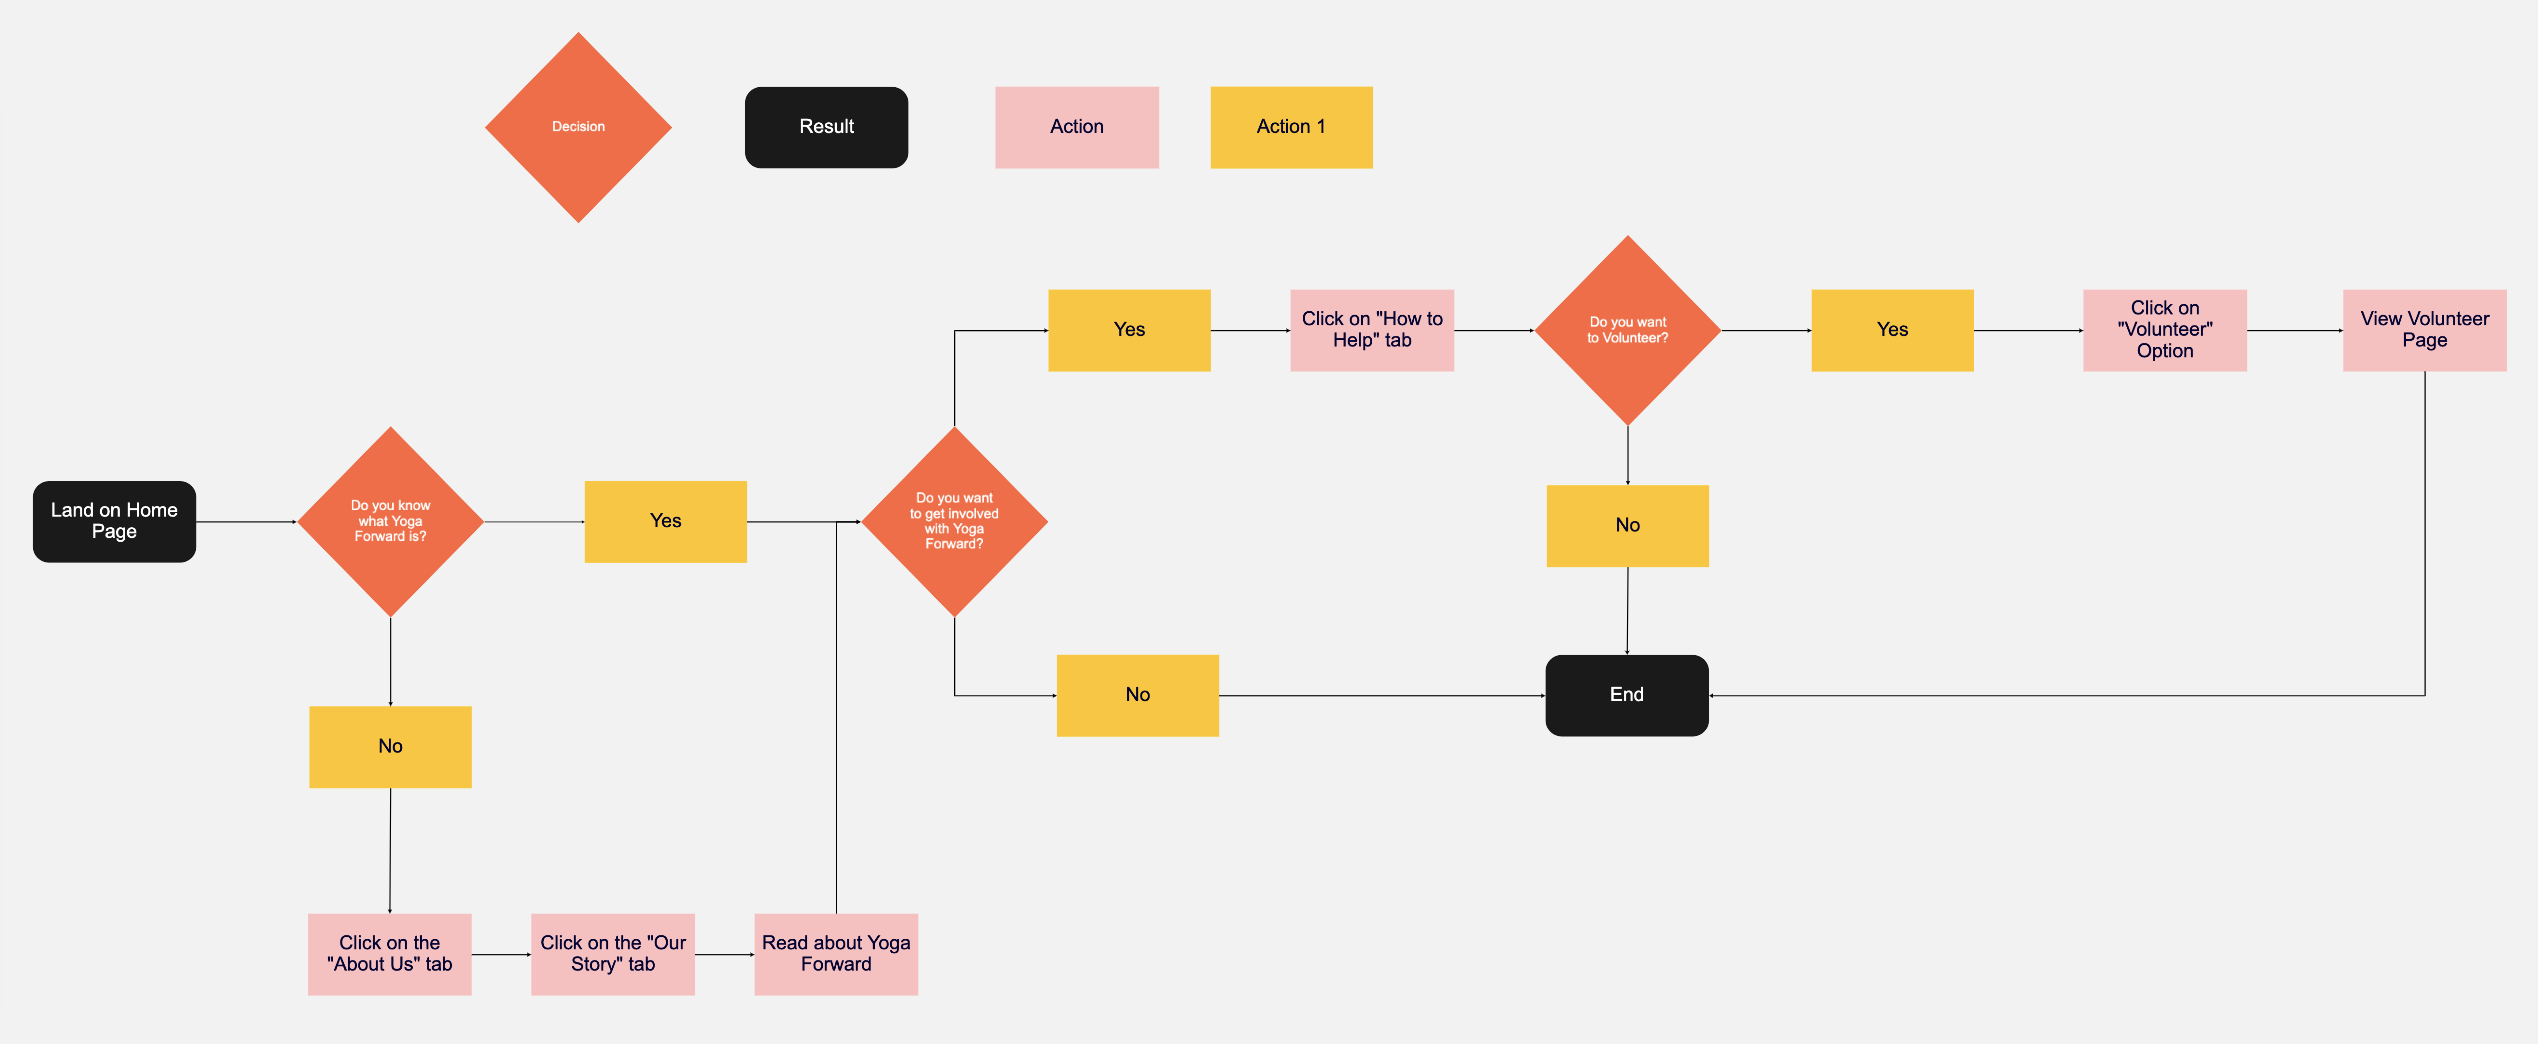 Decision
Result
Action
Action 1
Land on Home
Page
Do you know
what Yoga
Forward is?
Yes
No
Click on the
"About Us" tab
Click on the "Our
Story" tab
Read about Yoga
Forward
Do you want
to get involved
with Yoga
Forward?
Yes
Click on "How to
Help" tab
Do you want
to Volunteer?
Yes
Click on
"Volunteer"
Option
View Volunteer
Page
No
No
End